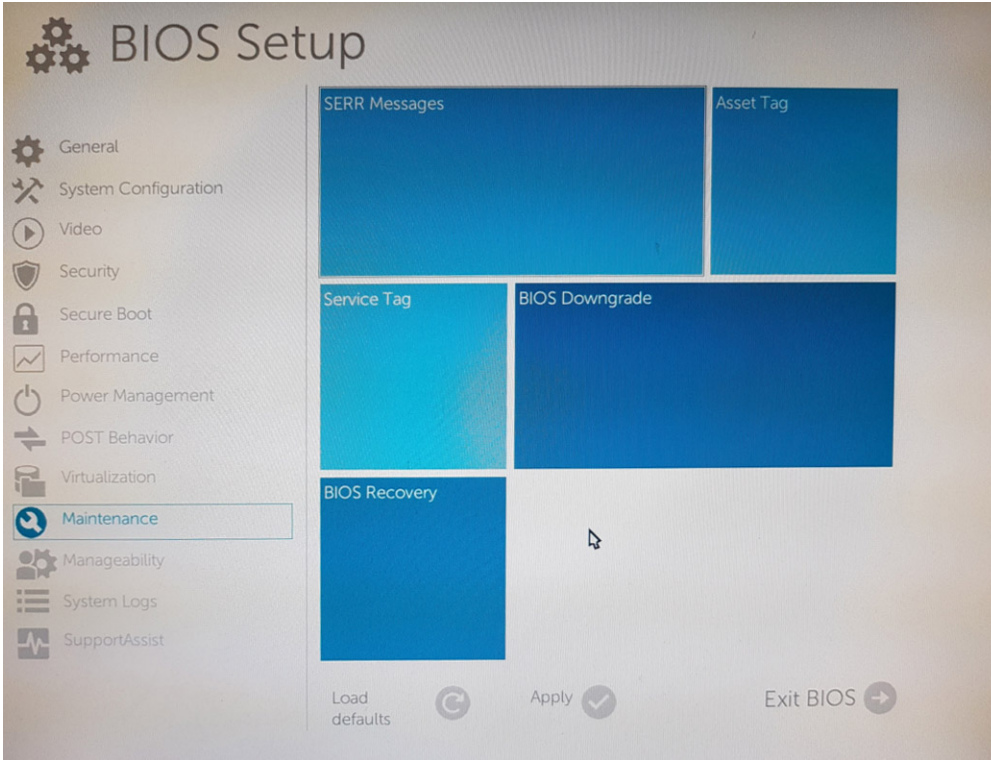 BIOS Setup
General
System Configuration
Video
Security
Secure Boot
Performance
Power Management
POST Behavior
Virtualization
Maintenance
Manageability
System Logs
SupportAssist
SERR Messages
Asset Tag
Service Tag
BIOS Downgrade
BIOS Recovery
Load
defaults
Apply
Exit BIOS